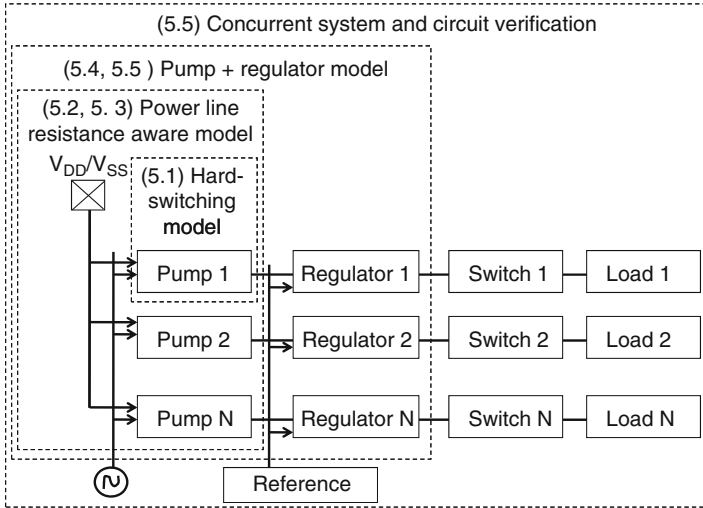 (5.5) Concurrent system and circuit verification
(5.4, 5.5 ) Pump + regulator model
(5.2, 5. 3) Power line
resistance aware model
VDD/VSS
(5.1) Hard-
switching
model
Pump 1
Regulator 1
Switch 1
Load 1
Pump 2
Regulator 2
Switch 2
Load 2
Pump N
Regulator N
Switch N
Load N
Reference